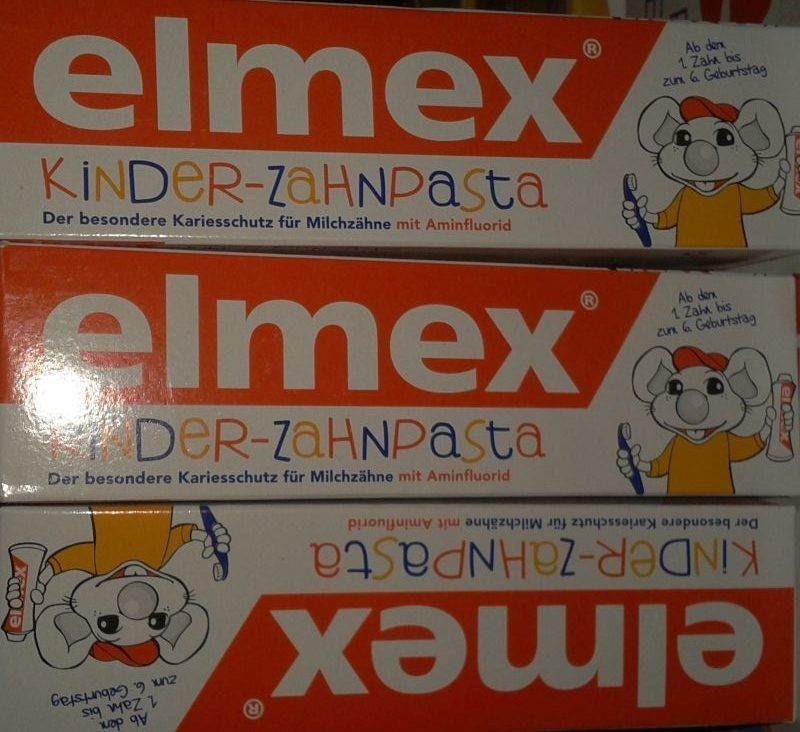 elmex®
Ab dem
1. Zahn bis
zum 6. Geburtstag
KiNDeR-ZaHNPaSta
Der besondere Kariesschutz für Milchzähne mit Aminfluorid
elmex®
Ab dem
1. Zahn bis
zum 6. Geburtstag
KiNDeR-ZaHNPaSta
Der besondere Kariesschutz für Milchzähne mit Aminfluorid
elmex®
Ab dem
1. Zahn bis
zum 6. Geburtstag
KiNDeR-ZaHNPaSta
Der besondere Kariesschutz für Milchzähne mit Aminfluorid
elmex